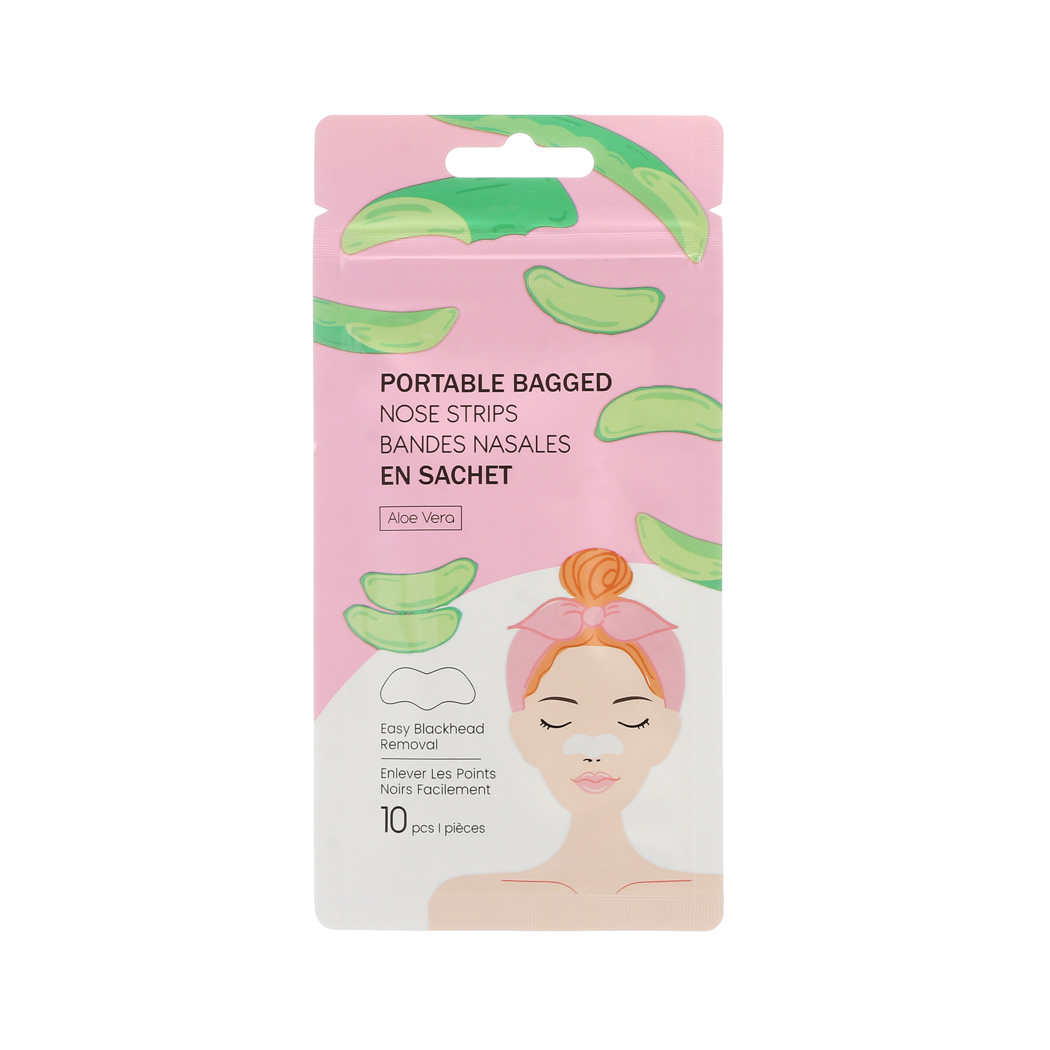 PORTABLE BAGGED
NOSE STRIPS
BANDES NASALES
EN SACHET
Aloe Vera
Easy Blackhead
Removal
Enlever Les Points
Noirs Facilement
10 pcs I pièces